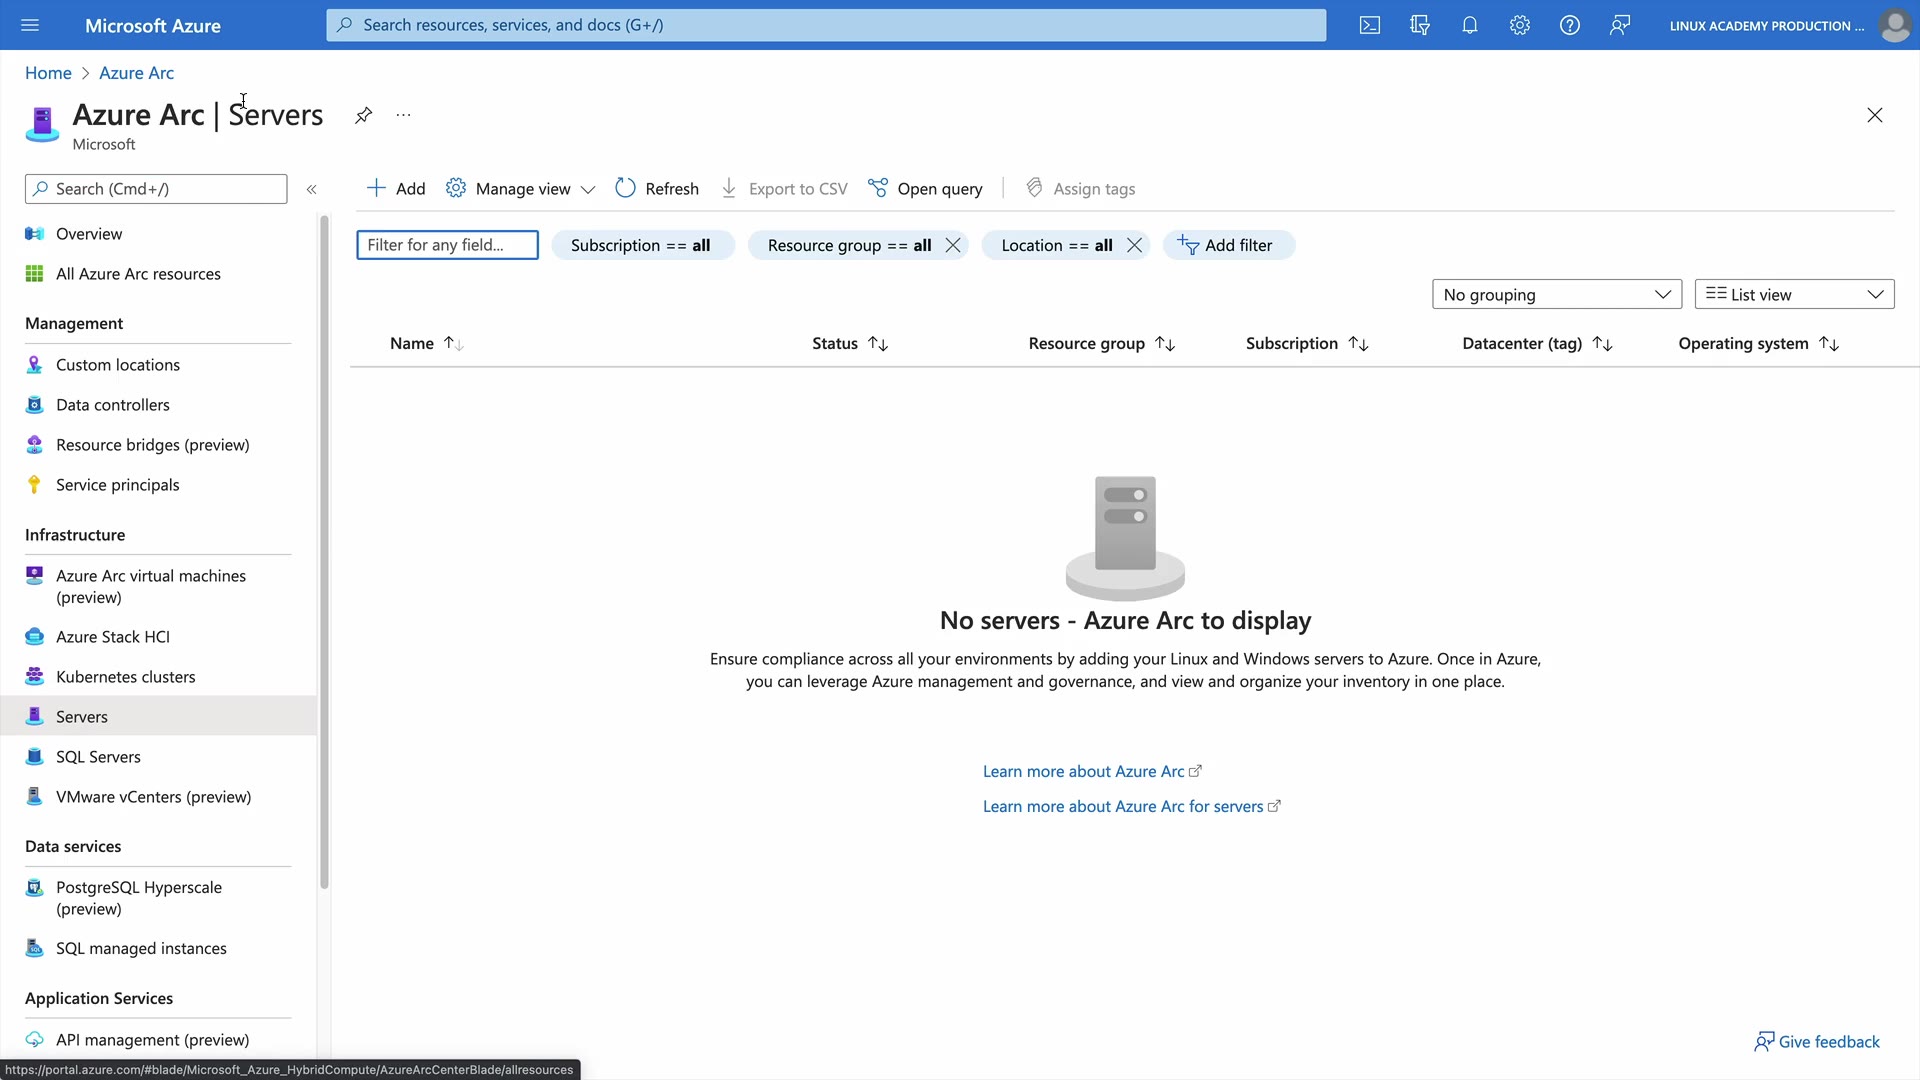 Microsoft Azure
Search resources, services, and docs (G+/)
LINUX ACADEMY PRODUCTION ...
Home > Azure Arc
Azure Arc | Servers
...
Microsoft
Search (Cmd+/)
«
Add
Manage view
Refresh
Export to CSV
Open query
Assign tags
Overview
All Azure Arc resources
Management
Custom locations
Data controllers
Resource bridges (preview)
Service principals
Infrastructure
Azure Arc virtual machines
(preview)
Azure Stack HCI
Kubernetes clusters
Servers
SQL Servers
VMware vCenters (preview)
Data services
PostgreSQL Hyperscale
(preview)
SQL managed instances
Application Services
API management (preview)
Filter for any field...
Subscription == all
Resource group == all
Location == all
Add filter
No grouping
List view
Name
Status
Resource group
Subscription
Datacenter (tag)
Operating system
No servers - Azure Arc to display
Ensure compliance across all your environments by adding your Linux and Windows servers to Azure. Once in Azure,
you can leverage Azure management and governance, and view and organize your inventory in one place.
Learn more about Azure Arc
Learn more about Azure Arc for servers
Give feedback
https://portal.azure.com/#blade/Microsoft_Azure_HybridCompute/AzureArcCenterBlade/allresources